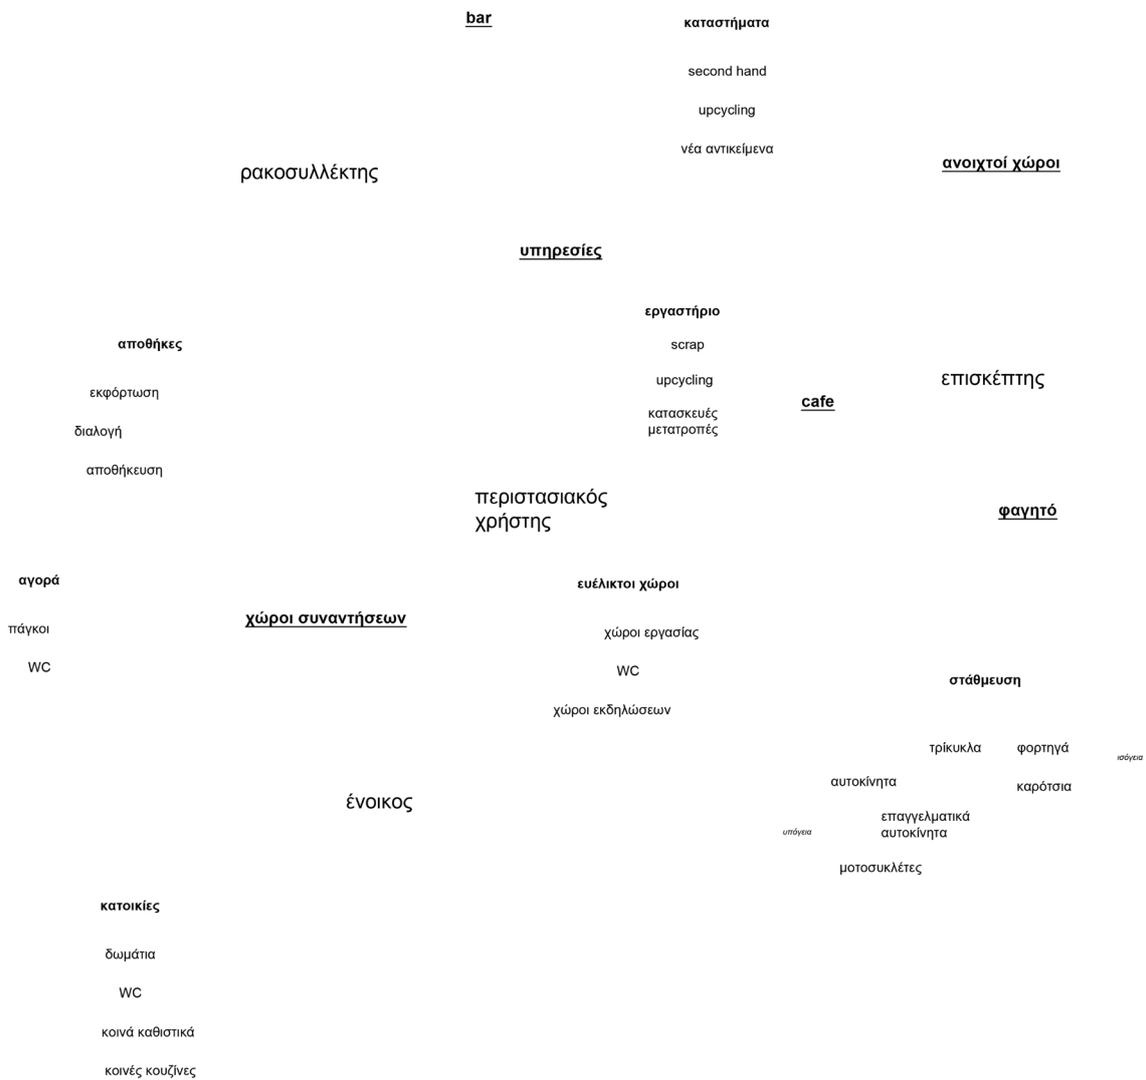 bar
καταστήματα
second hand
upcycling
νέα αντικείμενα
ρακοσυλλέκτης
ανοιχτοί χώροι
υπηρεσίες
εργαστήριο
scrap
upcycling
κατασκευές
μετατροπές
αποθήκες
εκφόρτωση
διαλογή
αποθήκευση
επισκέπτης
cafe
περιστασιακός
χρήστης
φαγητό
αγορά
πάγκοι
WC
χώροι συναντήσεων
ευέλικτοι χώροι
χώροι εργασίας
WC
χώροι εκδηλώσεων
στάθμευση
τρίκυκλα
φορτηγά
ισόγεια
αυτοκίνητα
καρότσια
επαγγελματικά
αυτοκίνητα
υπόγεια
μοτοσυκλέτες
ένοικος
κατοικίες
δωμάτια
WC
κοινά καθιστικά
κοινές κουζίνες